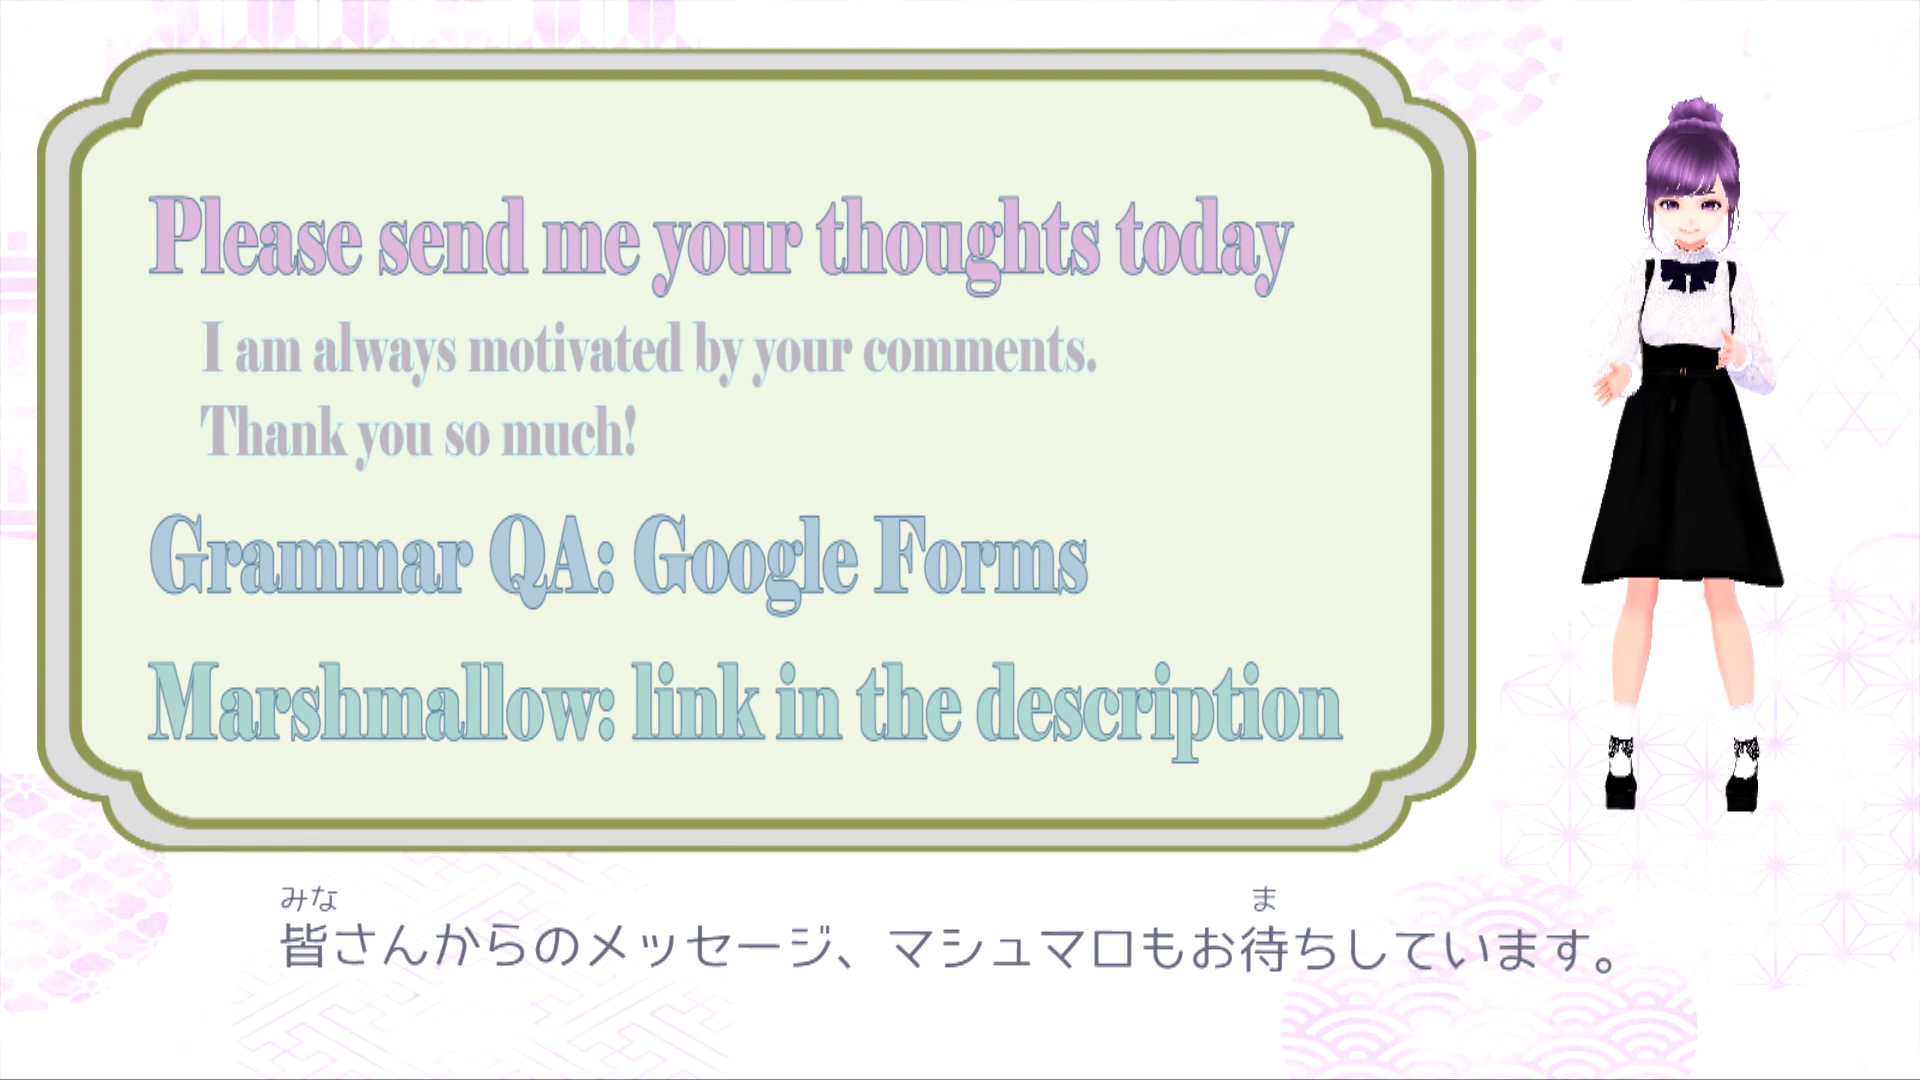 Please send me your thoughts today
I am always motivated by your comments.
Thank you so much!
Grammar QA: Google Forms
Marshmallow: link in the description
みな ま
皆さんからのメッセージ、マシュマロもお待ちしています。